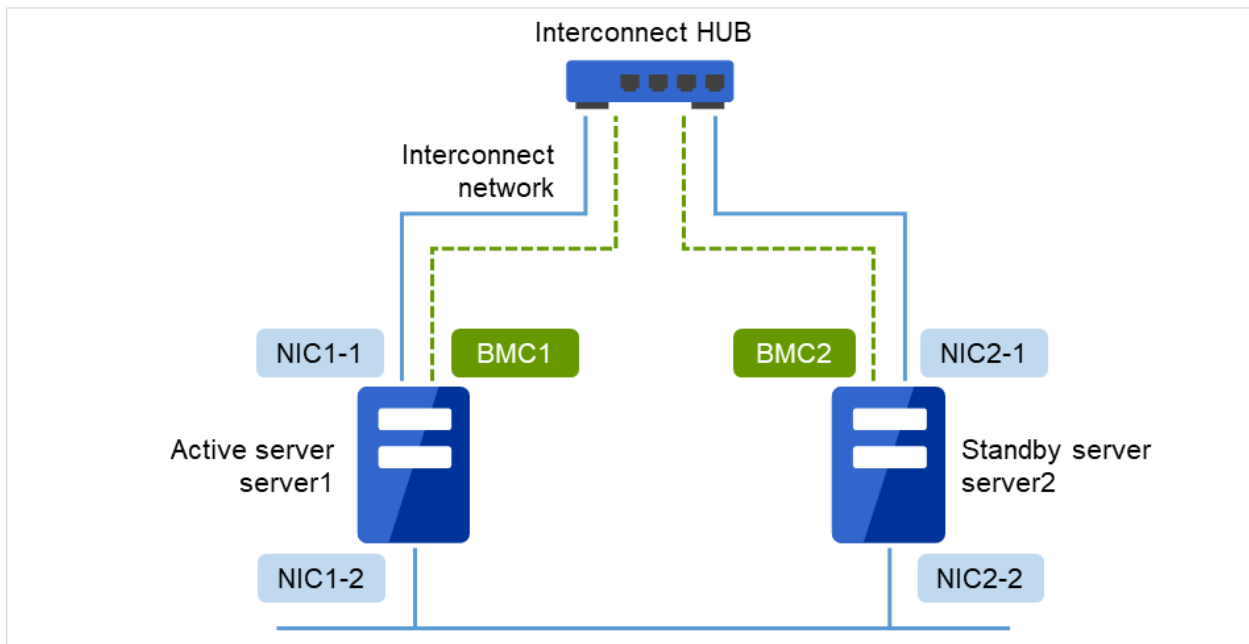 Interconnect HUB
Interconnect
network
NIC1-1
BMC1
BMC2
NIC2-1
Active server
server1
Standby server
server2
NIC1-2
NIC2-2